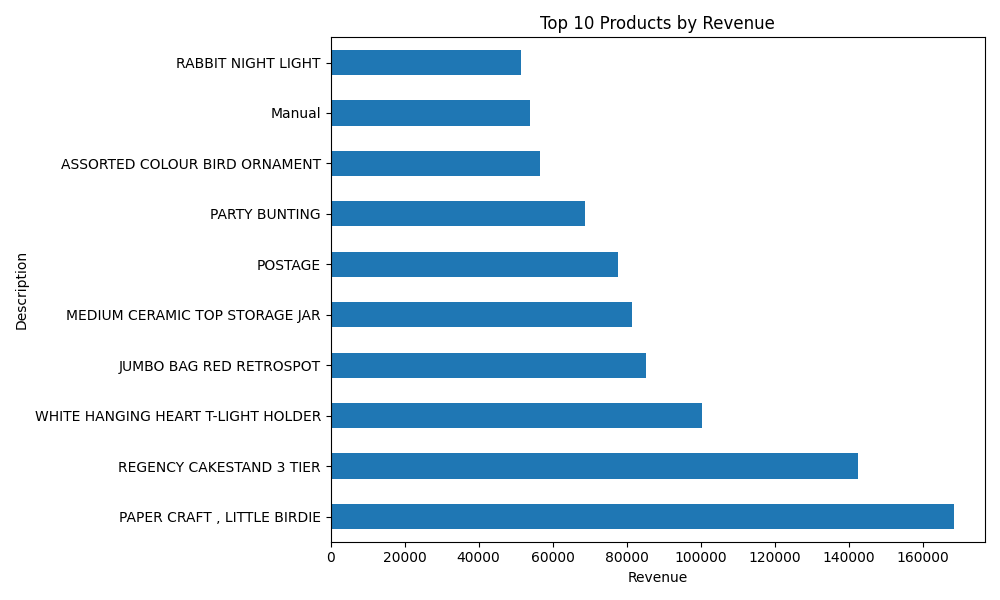 Top 10 Products by Revenue
RABBIT NIGHT LIGHT
Manual
ASSORTED COLOUR BIRD ORNAMENT
PARTY BUNTING
POSTAGE
MEDIUM CERAMIC TOP STORAGE JAR
JUMBO BAG RED RETROSPOT
WHITE HANGING HEART T-LIGHT HOLDER
REGENCY CAKESTAND 3 TIER
PAPER CRAFT , LITTLE BIRDIE
Description
0 20000 40000 60000 80000 100000 120000 140000 160000
Revenue